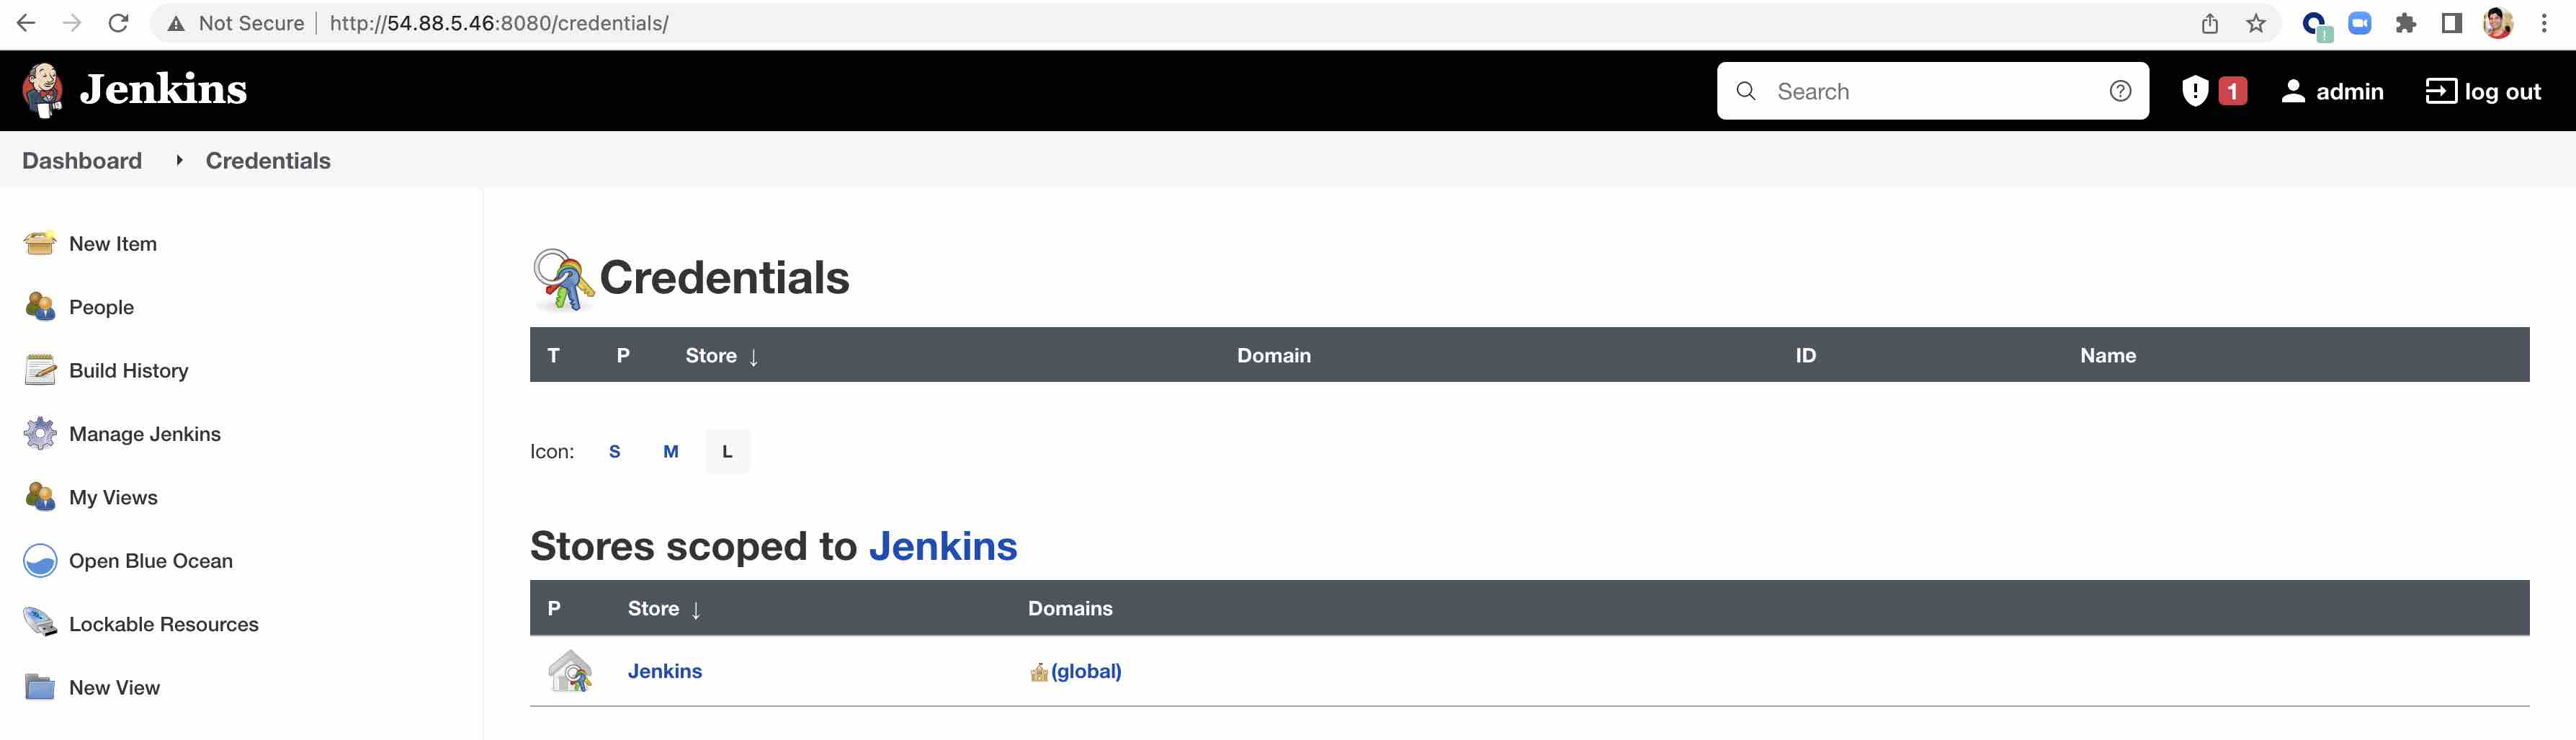 Not Secure http://54.88.5.46:8080/credentials/
Jenkins Search 1 admin log out
Dashboard Credentials
New Item
People
Build History
Manage Jenkins
My Views
Open Blue Ocean
Lockable Resources
New View
Credentials
T P Store ↓ Domain ID Name
Icon: S M L
Stores scoped to Jenkins
P Store ↓ Domains
Jenkins (global)